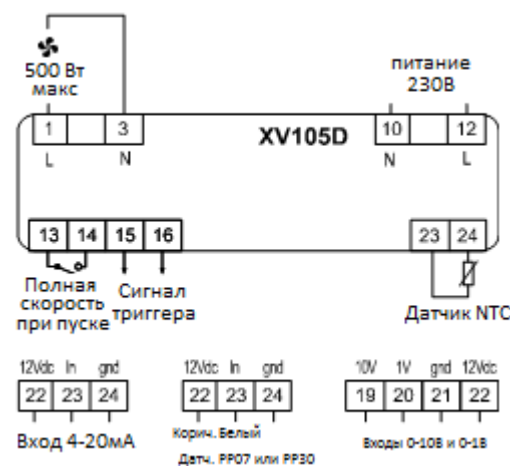 500 Вт
макс
питание
230В
1 3 XV105D 10 12
L N N L
13 14 15 16 23 24
Полная
скорость
при пуске
Сигнал
триггера
Датчик NTC
12Vdc In gnd
22 23 24
Вход 4-20мА
12Vdc In gnd
22 23 24
Корич. Белый
Датч. PP07 или PP30
10V 1V gnd 12Vdc
19 20 21 22
Входы 0-10В и 0-1В